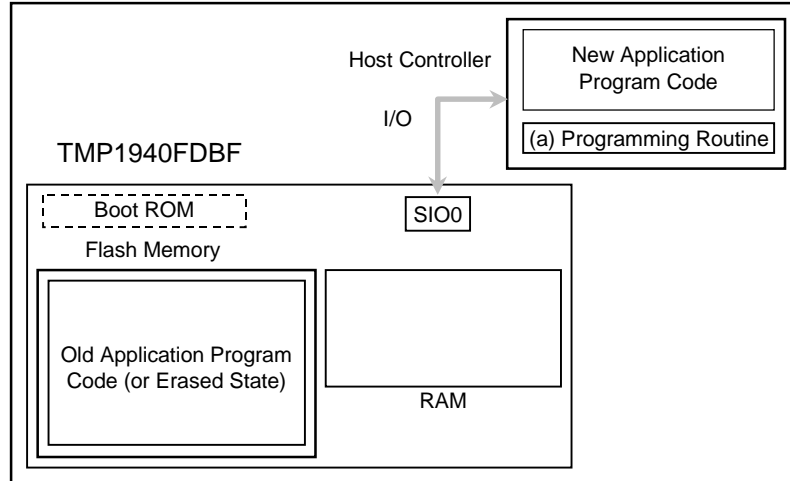 Host Controller
New Application
Program Code
I/O
(a) Programming Routine
TMP1940FDBF
Boot ROM
SIO0
Flash Memory
Old Application Program
Code (or Erased State)
RAM